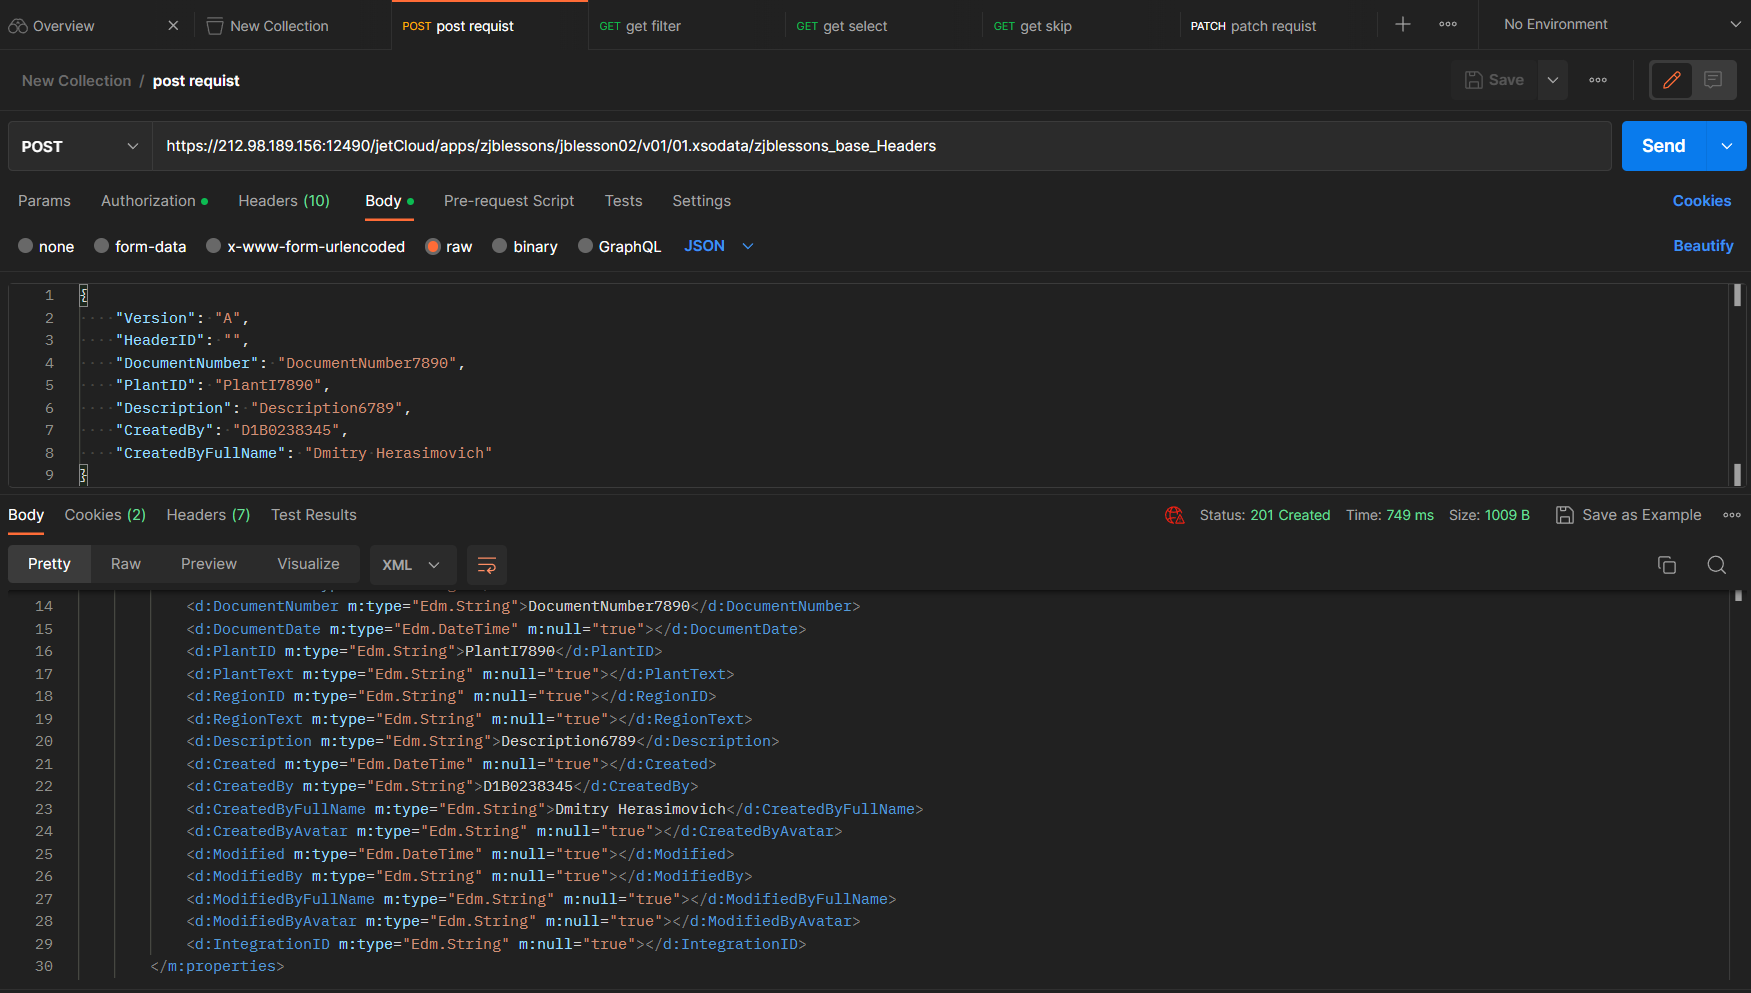 Overview
New Collection
POST post requist
GET get filter
GET get select
GET get skip
PATCH patch requist
No Environment
New Collection / post requist
Save
POST
https://212.98.189.156:12490/jetCloud/apps/zjblessons/jblesson02/v01/01.xsodata/zjblessons_base_Headers
Send
Params Authorization Headers (10) Body Pre-request Script Tests Settings Cookies
none form-data x-www-form-urlencoded raw binary GraphQL JSON Beautify
1 {
2 ····"Version":·"A",
3 ····"HeaderID":·"",
4 ····"DocumentNumber":·"DocumentNumber7890",
5 ····"PlantID":·"PlantI7890",
6 ····"Description":·"Description6789",
7 ····"CreatedBy":·"D1B0238345",
8 ····"CreatedByFullName":·"Dmitry·Herasimovich"
9 }
Body Cookies (2) Headers (7) Test Results Status: 201 Created Time: 749 ms Size: 1009 B Save as Example
Pretty Raw Preview Visualize XML
14 <d:DocumentNumber m:type="Edm.String">DocumentNumber7890</d:DocumentNumber>
15 <d:DocumentDate m:type="Edm.DateTime" m:null="true"></d:DocumentDate>
16 <d:PlantID m:type="Edm.String">PlantI7890</d:PlantID>
17 <d:PlantText m:type="Edm.String" m:null="true"></d:PlantText>
18 <d:RegionID m:type="Edm.String" m:null="true"></d:RegionID>
19 <d:RegionText m:type="Edm.String" m:null="true"></d:RegionText>
20 <d:Description m:type="Edm.String">Description6789</d:Description>
21 <d:Created m:type="Edm.DateTime" m:null="true"></d:Created>
22 <d:CreatedBy m:type="Edm.String">D1B0238345</d:CreatedBy>
23 <d:CreatedByFullName m:type="Edm.String">Dmitry Herasimovich</d:CreatedByFullName>
24 <d:CreatedByAvatar m:type="Edm.String" m:null="true"></d:CreatedByAvatar>
25 <d:Modified m:type="Edm.DateTime" m:null="true"></d:Modified>
26 <d:ModifiedBy m:type="Edm.String" m:null="true"></d:ModifiedBy>
27 <d:ModifiedByFullName m:type="Edm.String" m:null="true"></d:ModifiedByFullName>
28 <d:ModifiedByAvatar m:type="Edm.String" m:null="true"></d:ModifiedByAvatar>
29 <d:IntegrationID m:type="Edm.String" m:null="true"></d:IntegrationID>
30 </m:properties>